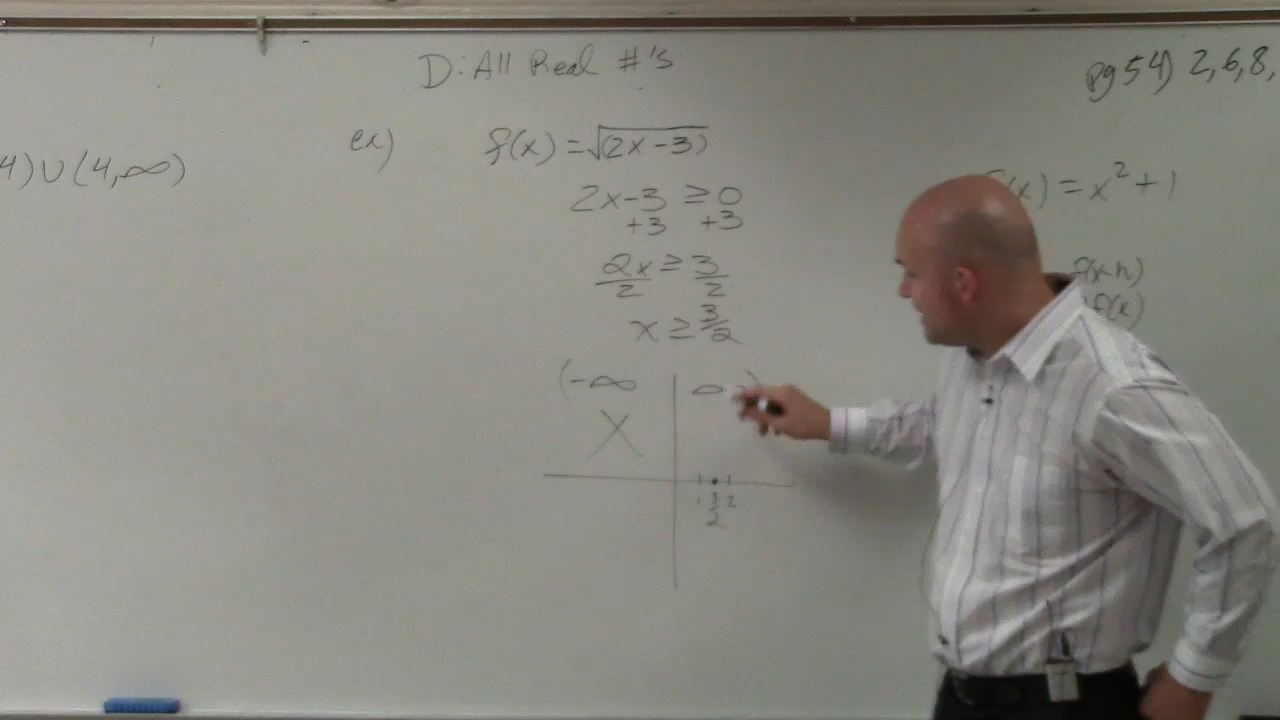 D: All Real #'s
pg 54) 2, 6, 8,
4) ∪ (4, ∞)
ex) f(x) = √(2x-3)
2x-3 ≥ 0
+3 +3
2x ≥ 3
2 2
x ≥ 3/2
(x) = x² + 1
f(x-h)
f(x)
(-∞
X
1 3/2 2